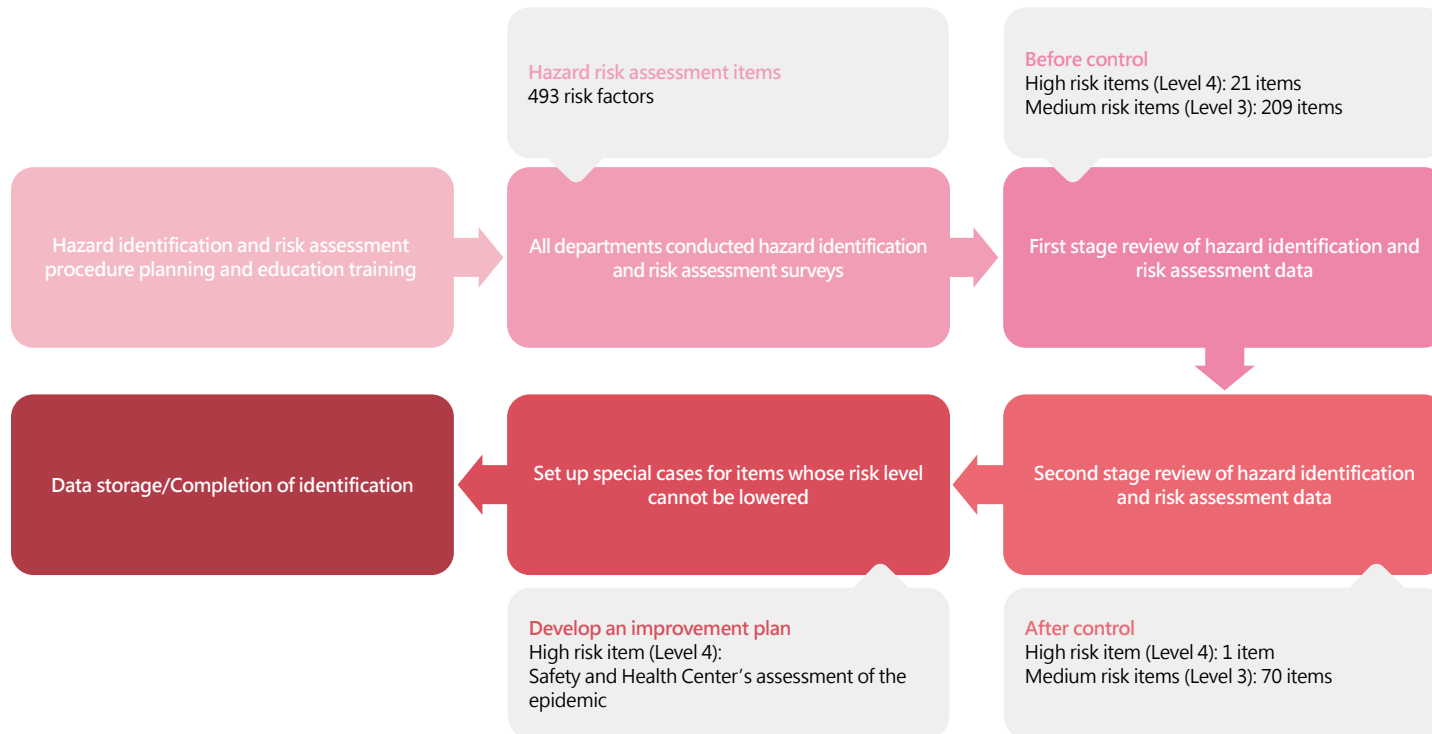 Hazard risk assessment items
493 risk factors
Before control
High risk items (Level 4): 21 items
Medium risk items (Level 3): 209 items
Hazard identification and risk assessment
procedure planning and education training
All departments conducted hazard identification
and risk assessment surveys
First stage review of hazard identification and
risk assessment data
Data storage/Completion of identification
Set up special cases for items whose risk level
cannot be lowered
Second stage review of hazard identification
and risk assessment data
Develop an improvement plan
High risk item (Level 4):
Safety and Health Center’s assessment of the
epidemic
After control
High risk item (Level 4): 1 item
Medium risk items (Level 3): 70 items